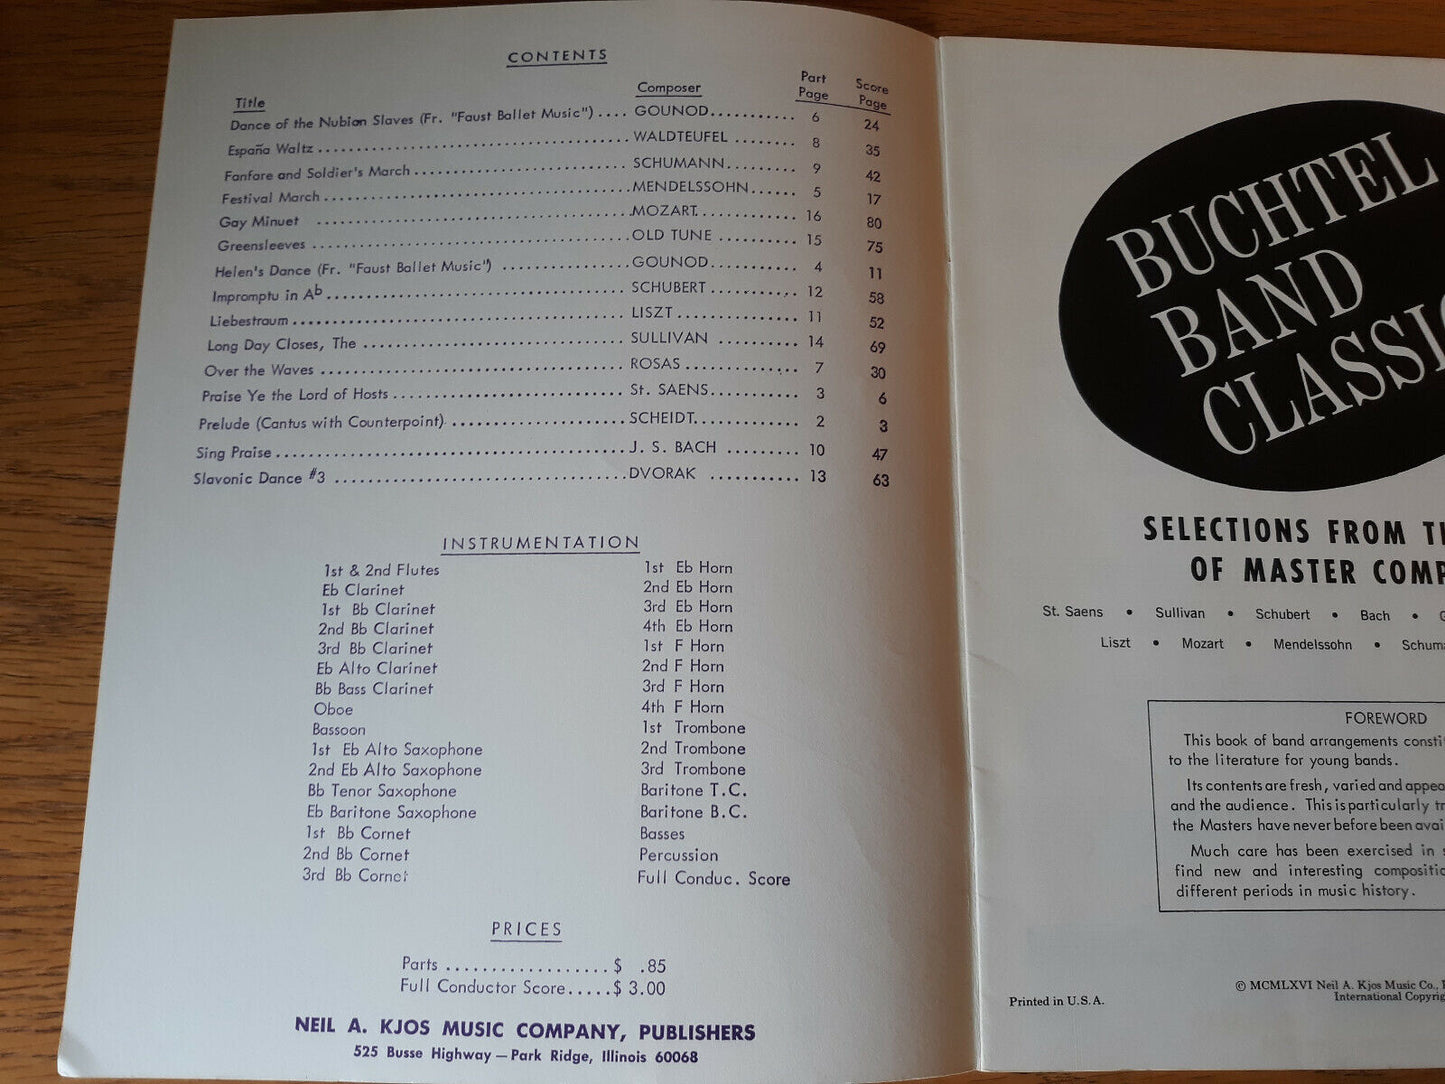 CONTENTS
Title Composer Part Page Score Page
Dance of the Nubian Slaves (Fr. "Faust Ballet Music") .... GOUNOD........... 6 24
España Waltz ...................................... WALDTEUFEL ........ 8 35
Fanfare and Soldier's March .......................... SCHUMANN......... 9 42
Festival March ..................................... MENDELSSOHN...... 5 17
Gay Minuet ...................................... MOZART............. 16 80
Greensleeves ...................................... OLD TUNE .......... 15 75
Helen's Dance (Fr. "Faust Ballet Music") ................ GOUNOD........... 4 11
Impromptu in Ab .................................... SCHUBERT ........... 12 58
Liebestraum ........................................ LISZT............... 11 52
Long Day Closes, The ................................ SULLIVAN .......... 14 69
Over the Waves ..................................... ROSAS .............. 7 30
Praise Ye the Lord of Hosts ............................ St. SAENS........... 3 6
Prelude (Cantus with Counterpoint) ..................... SCHEIDT............. 2 3
Sing Praise .......................................... J. S. BACH ......... 10 47
Slavonic Dance #3 ................................... DVORAK ........... 13 63
INSTRUMENTATION
1st & 2nd Flutes
Eb Clarinet
1st Bb Clarinet
2nd Bb Clarinet
3rd Bb Clarinet
Eb Alto Clarinet
Bb Bass Clarinet
Oboe
Bassoon
1st Eb Alto Saxophone
2nd Eb Alto Saxophone
Bb Tenor Saxophone
Eb Baritone Saxophone
1st Bb Cornet
2nd Bb Cornet
3rd Bb Cornet
1st Eb Horn
2nd Eb Horn
3rd Eb Horn
4th Eb Horn
1st F Horn
2nd F Horn
3rd F Horn
4th F Horn
1st Trombone
2nd Trombone
3rd Trombone
Baritone T.C.
Baritone B.C.
Basses
Percussion
Full Conduc. Score
PRICES
Parts .................. $ .85
Full Conductor Score.....$ 3.00
NEIL A. KJOS MUSIC COMPANY, PUBLISHERS
525 Busse Highway — Park Ridge, Illinois 60068
BUCHTEL
BAND
CLASSIC
SELECTIONS FROM
OF MASTER
St. Saens • Sullivan • Schubert • Bach •
Liszt • Mozart • Mendelssohn •
FOREWORD
This book of band arrangements
to the literature for young bands.
Its contents are fresh, varied and
and the audience. This is particularly
the Masters have never before been
Much care has been exercised in
find new and interesting
different periods in music history.
© MCMLXVI Neil A. Kjos Music Co.,
International
Printed in U.S.A.